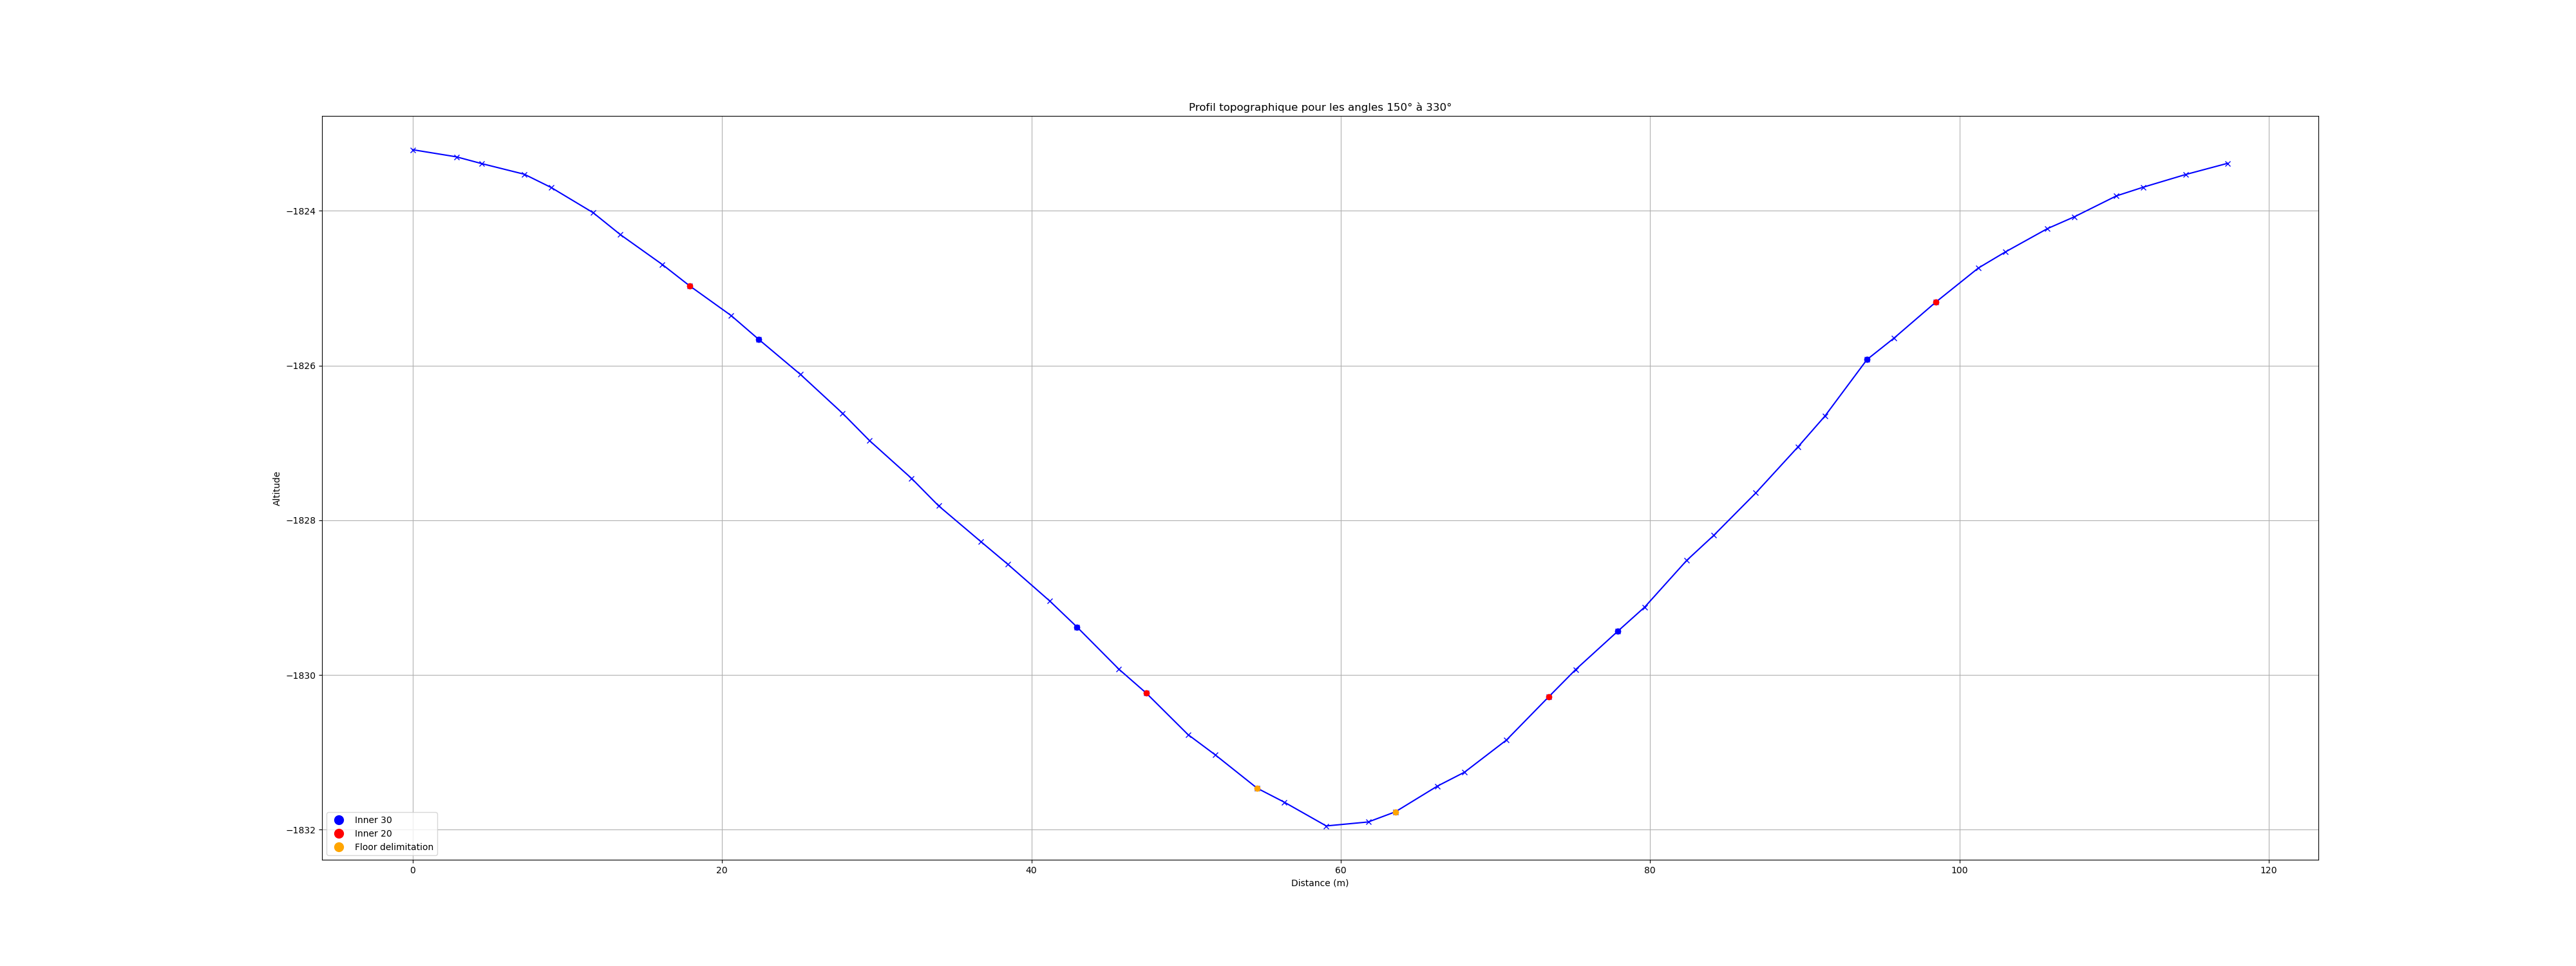 Profil topographique pour les angles 150° à 330°
Altitude
−1824
−1826
−1828
−1830
−1832
Inner 30
Inner 20
Floor delimitation
0
20
40
60
80
100
120
Distance (m)